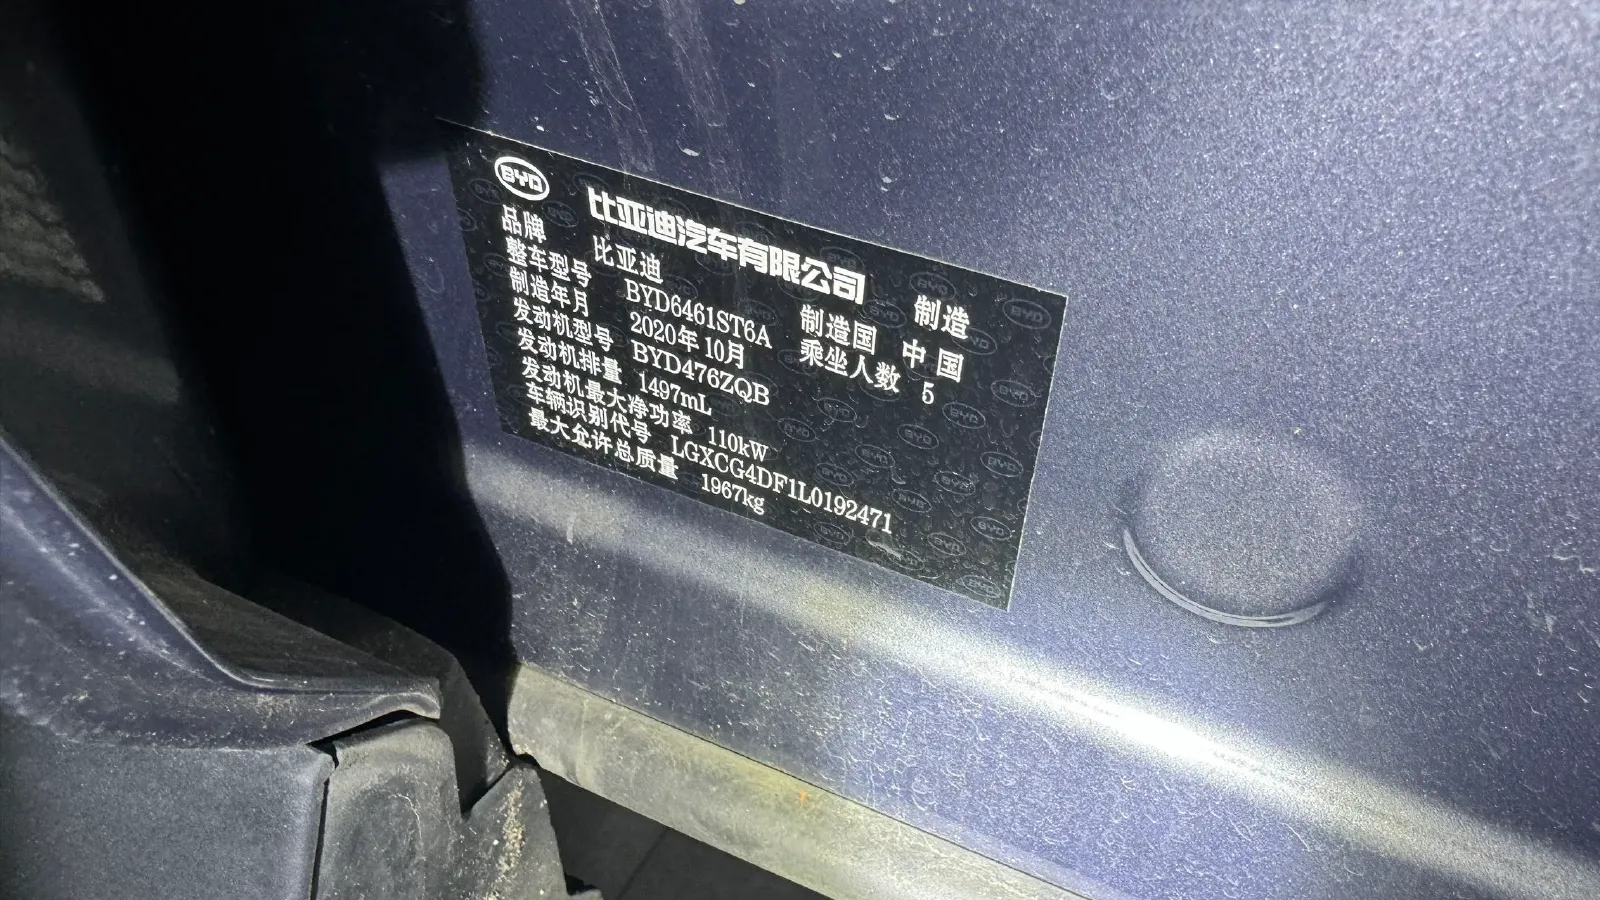 BYD
比亚迪汽车有限公司 制造
品牌 比亚迪 制造国 中国
整车型号 BYD6461ST6A 乘坐人数 5
制造年月 2020年10月
发动机型号 BYD476ZQB
发动机排量 1497mL
发动机最大净功率 110kW
车辆识别代号 LGXCG4DF1L0192471
最大允许总质量 1967kg